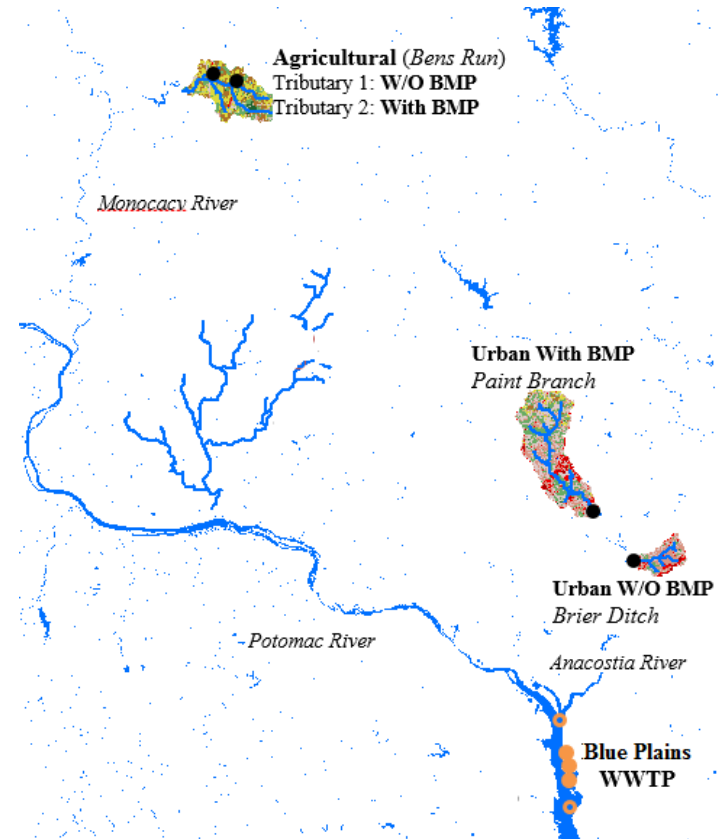 Agricultural (Bens Run)
Tributary 1: W/O BMP
Tributary 2: With BMP
Monocacy River
Urban With BMP
Paint Branch
Urban W/O BMP
Brier Ditch
Potomac River
Anacostia River
Blue Plains
WWTP